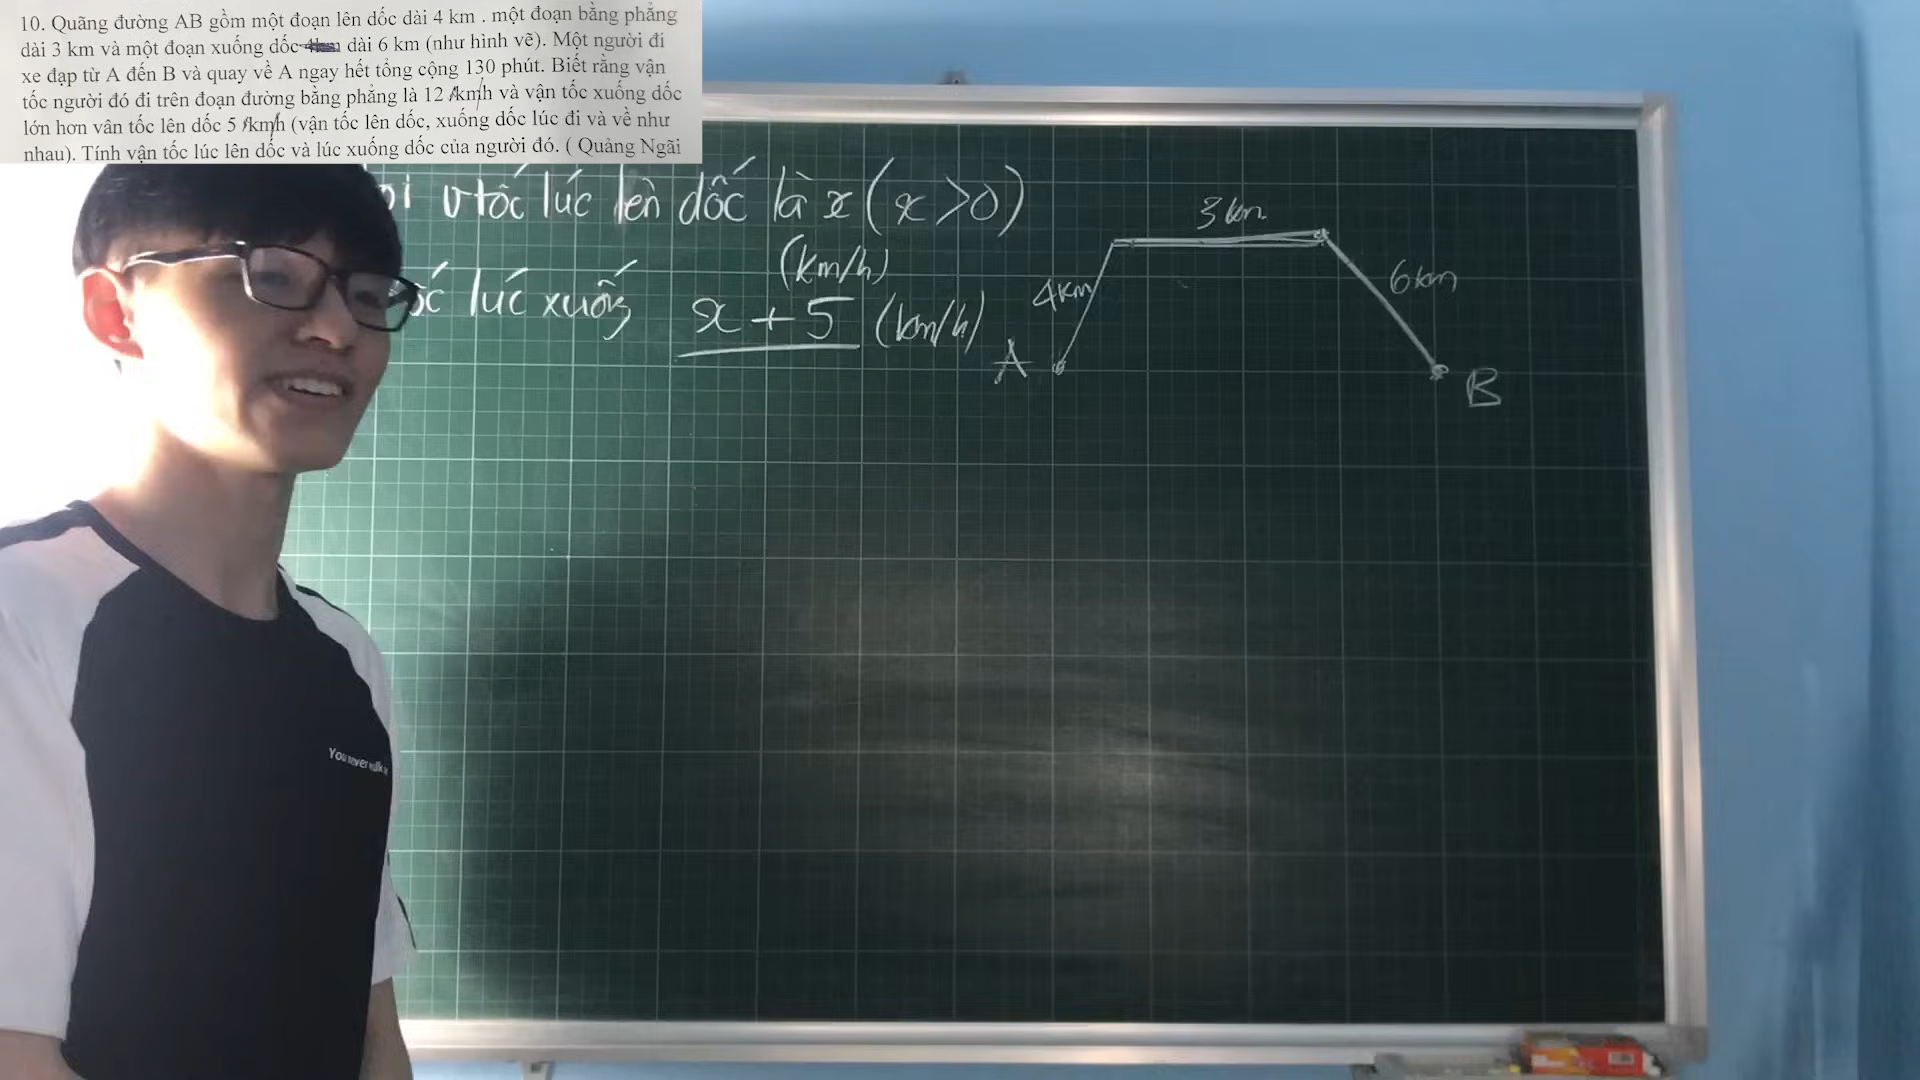 10. Quãng đường AB gồm một đoạn lên dốc dài 4 km . một đoạn bằng phẳng
dài 3 km và một đoạn xuống dốc dài 6 km (như hình vẽ). Một người đi
xe đạp từ A đến B và quay về A ngay hết tổng cộng 130 phút. Biết rằng vận
tốc người đó đi trên đoạn đường bằng phẳng là 12 km/h và vận tốc xuống dốc
lớn hơn vân tốc lên dốc 5 km/h (vận tốc lên dốc, xuống dốc lúc đi và về như
nhau). Tính vận tốc lúc lên dốc và lúc xuống dốc của người đó. ( Quảng Ngãi
vtốc lúc lên dốc là x (x>0)
(km/h)
lúc xuống x + 5 (km/h)
3km
4km
6km
A
B
You never walk